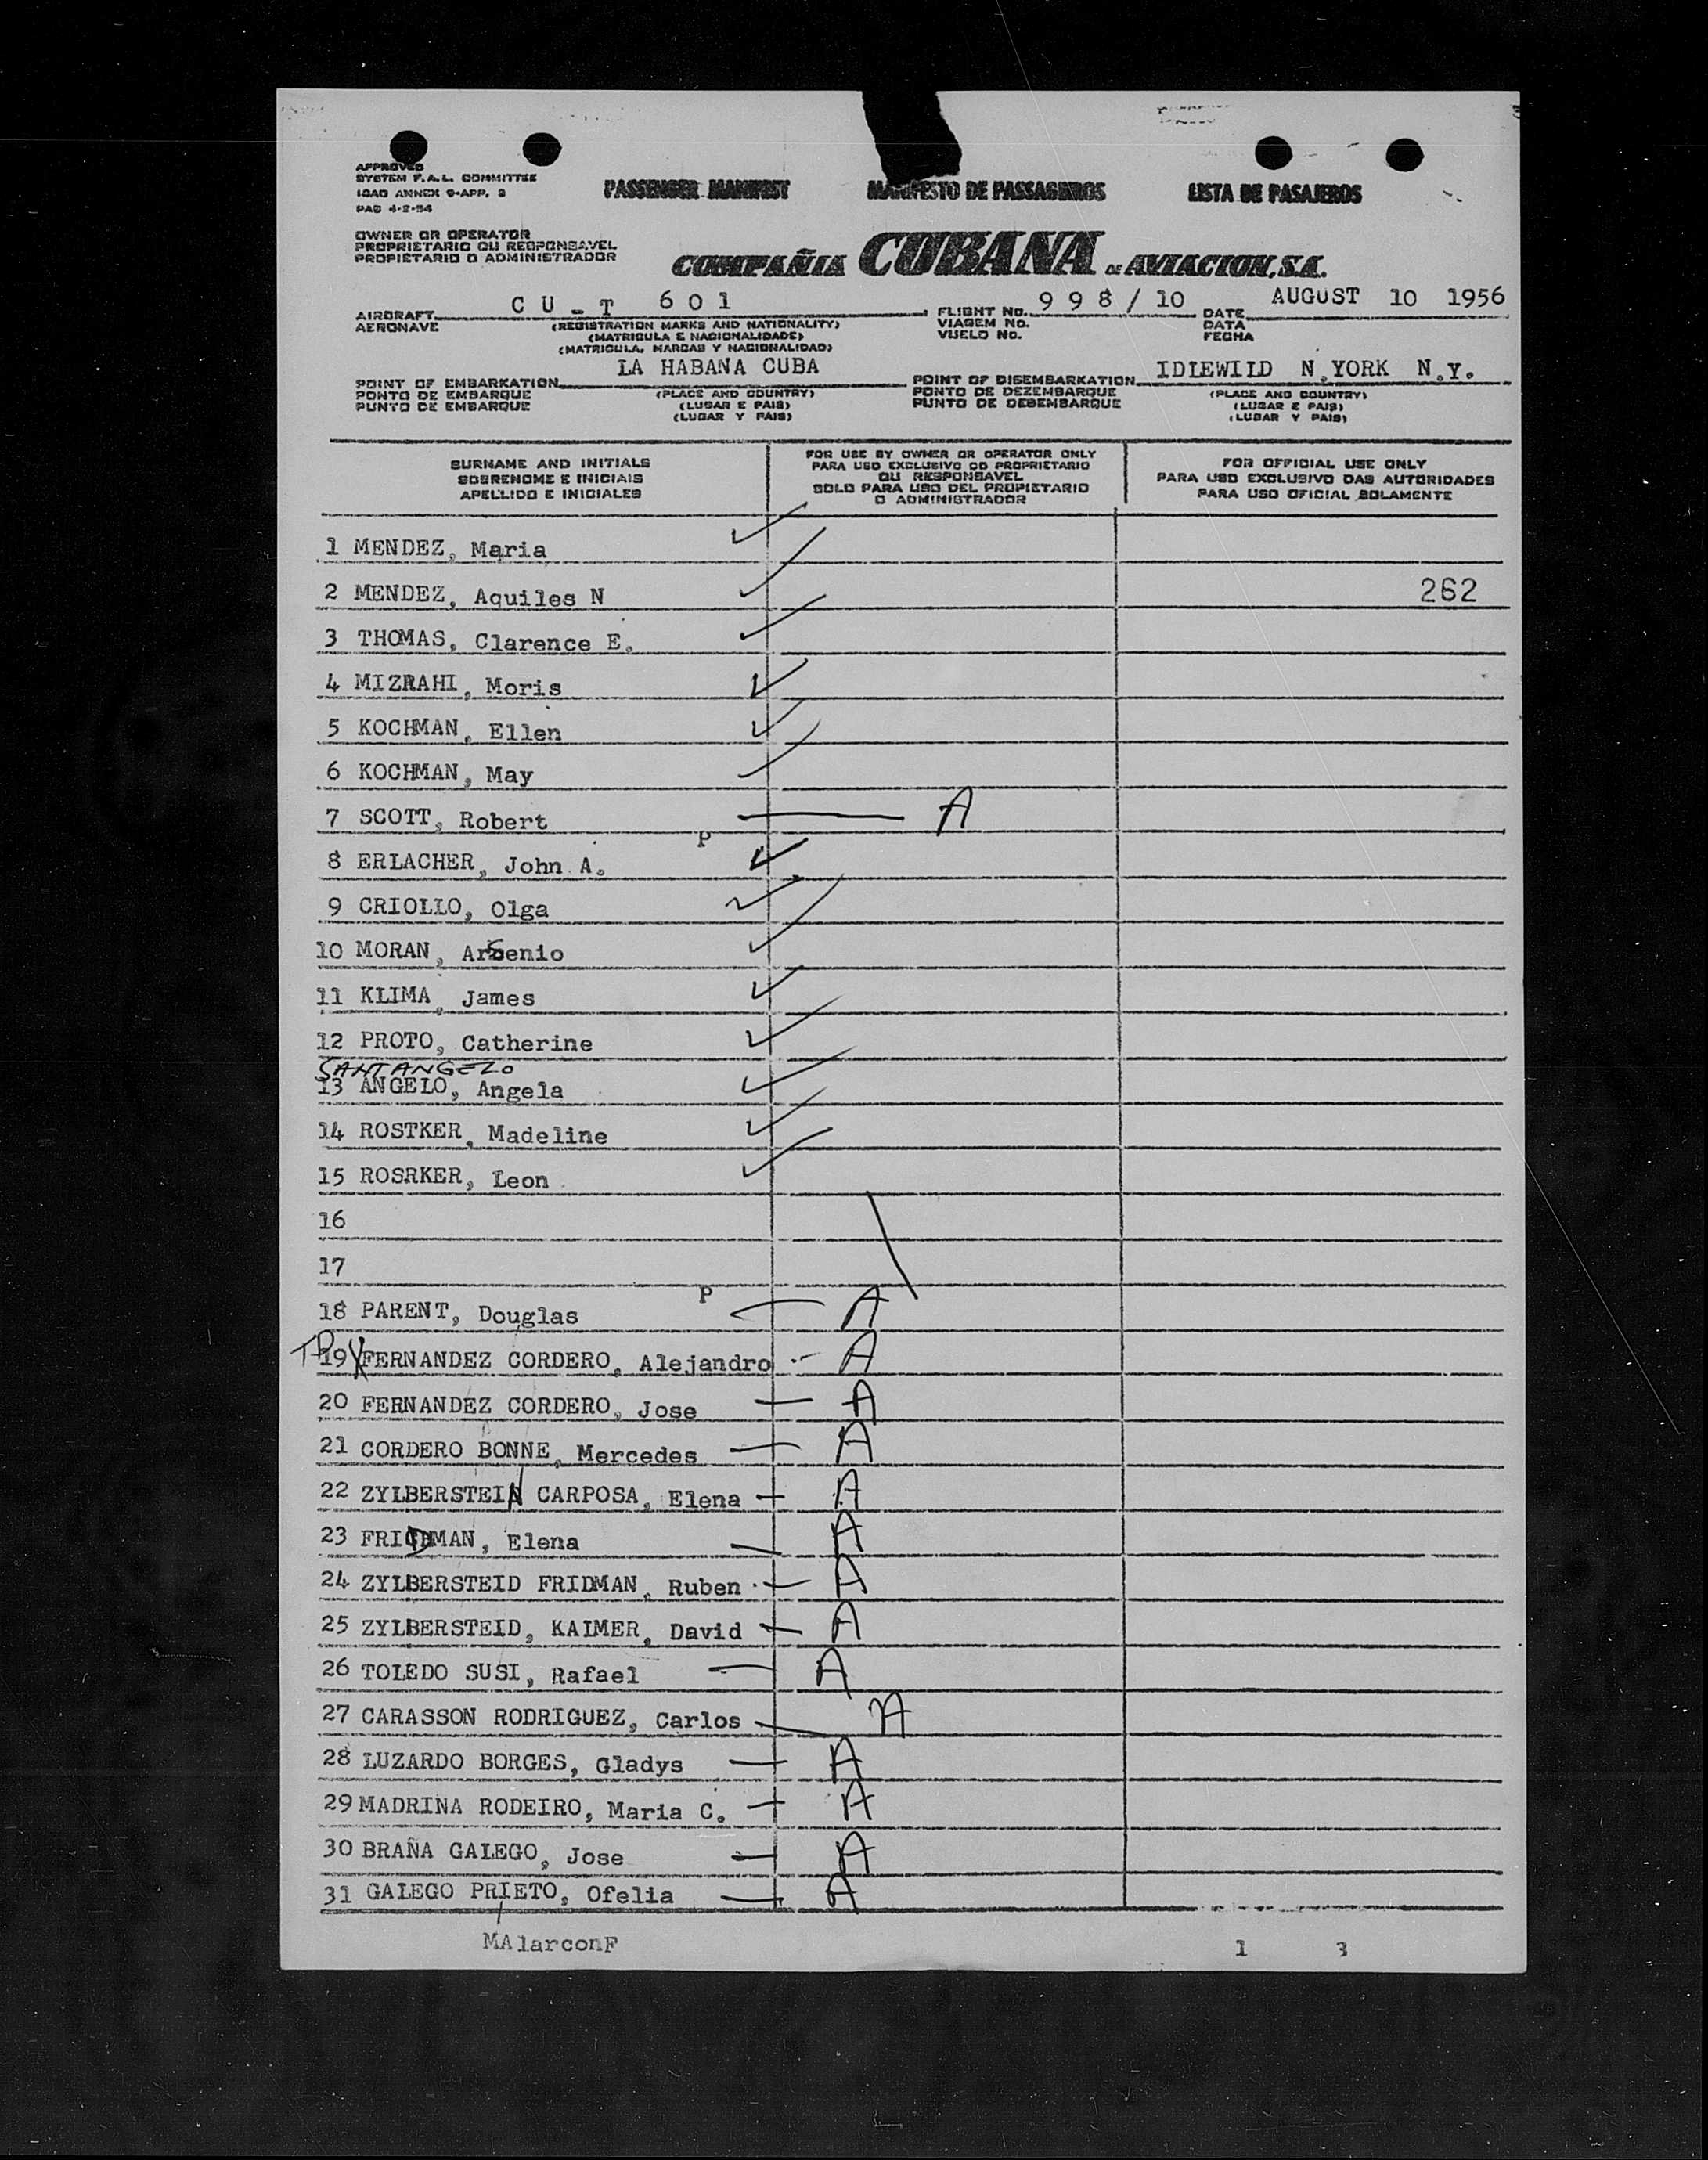 APPROVED
SYSTEM F.A.L. COMMITTEE
ICAO ANNEX 9-APP. 3
PAD 4-2-54
PASSENGER MANIFEST MANIFESTO DE PASSAGEIROS LISTA DE PASAJEROS
OWNER OR OPERATOR
PROPRIETARIO OU RESPONSAVEL
PROPIETARIO O ADMINISTRADOR
COMPAÑIA CUBANA DE AVIACION, S.A.
AIRCRAFT CU-T 601 FLIGHT No. 998/10 DATE AUGUST 10 1956
AERONAVE (REGISTRATION MARKS AND NATIONALITY) VIAGEM No. DATA
(MATRICULA E NACIONALIDADE) VUELO No. FECHA
(MATRICULA, MARCAS Y NACIONALIDAD)
POINT OF EMBARKATION LA HABANA CUBA POINT OF DISEMBARKATION IDLEWILD N.YORK N.Y.
PONTO DE EMBARQUE (PLACE AND COUNTRY) PONTO DE DEZEMBARQUE (PLACE AND COUNTRY)
PUNTO DE EMBARQUE (LUGAR E PAIS) PUNTO DE DESEMBARQUE (LUGAR E PAIS)
(LUGAR Y PAIS) (LUGAR Y PAIS)
SURNAME AND INITIALS
SOBRENOME E INICIAIS
APELLIDO E INICIALES
FOR USE BY OWNER OR OPERATOR ONLY
PARA USO EXCLUSIVO DO PROPRIETARIO
OU RESPONSAVEL
SOLO PARA USO DEL PROPIETARIO
O ADMINISTRADOR
FOR OFFICIAL USE ONLY
PARA USO EXCLUSIVO DAS AUTORIDADES
PARA USO OFICIAL SOLAMENTE
1 MENDEZ, Maria
2 MENDEZ, Aquiles N 262
3 THOMAS, Clarence E.
4 MIZRAHI, Moris
5 KOCHMAN, Ellen
6 KOCHMAN, May
7 SCOTT, Robert A
P
8 ERLACHER, John A.
9 CRIOLLO, Olga
10 MORAN, Arsenio
11 KLIMA, James
12 PROTO, Catherine
SANTANGELO
13 ANGELO, Angela
14 ROSTKER, Madeline
15 ROSRKER, Leon
16
17
P
18 PARENT, Douglas A
TD 19 FERNANDEZ CORDERO, Alejandro A
20 FERNANDEZ CORDERO, Jose A
21 CORDERO BONNE, Mercedes A
22 ZYLBERSTEIN CARPOSA, Elena A
23 FRIDMAN, Elena A
24 ZYLBERSTEID FRIDMAN, Ruben A
25 ZYLBERSTEID, KAIMER, David A
26 TOLEDO SUSI, Rafael A
27 CARASSON RODRIGUEZ, Carlos A
28 LUZARDO BORGES, Gladys A
29 MADRINA RODEIRO, Maria C. A
30 BRAÑA GALEGO, Jose A
31 GALEGO PRIETO, Ofelia A
MAlarconF 1 3